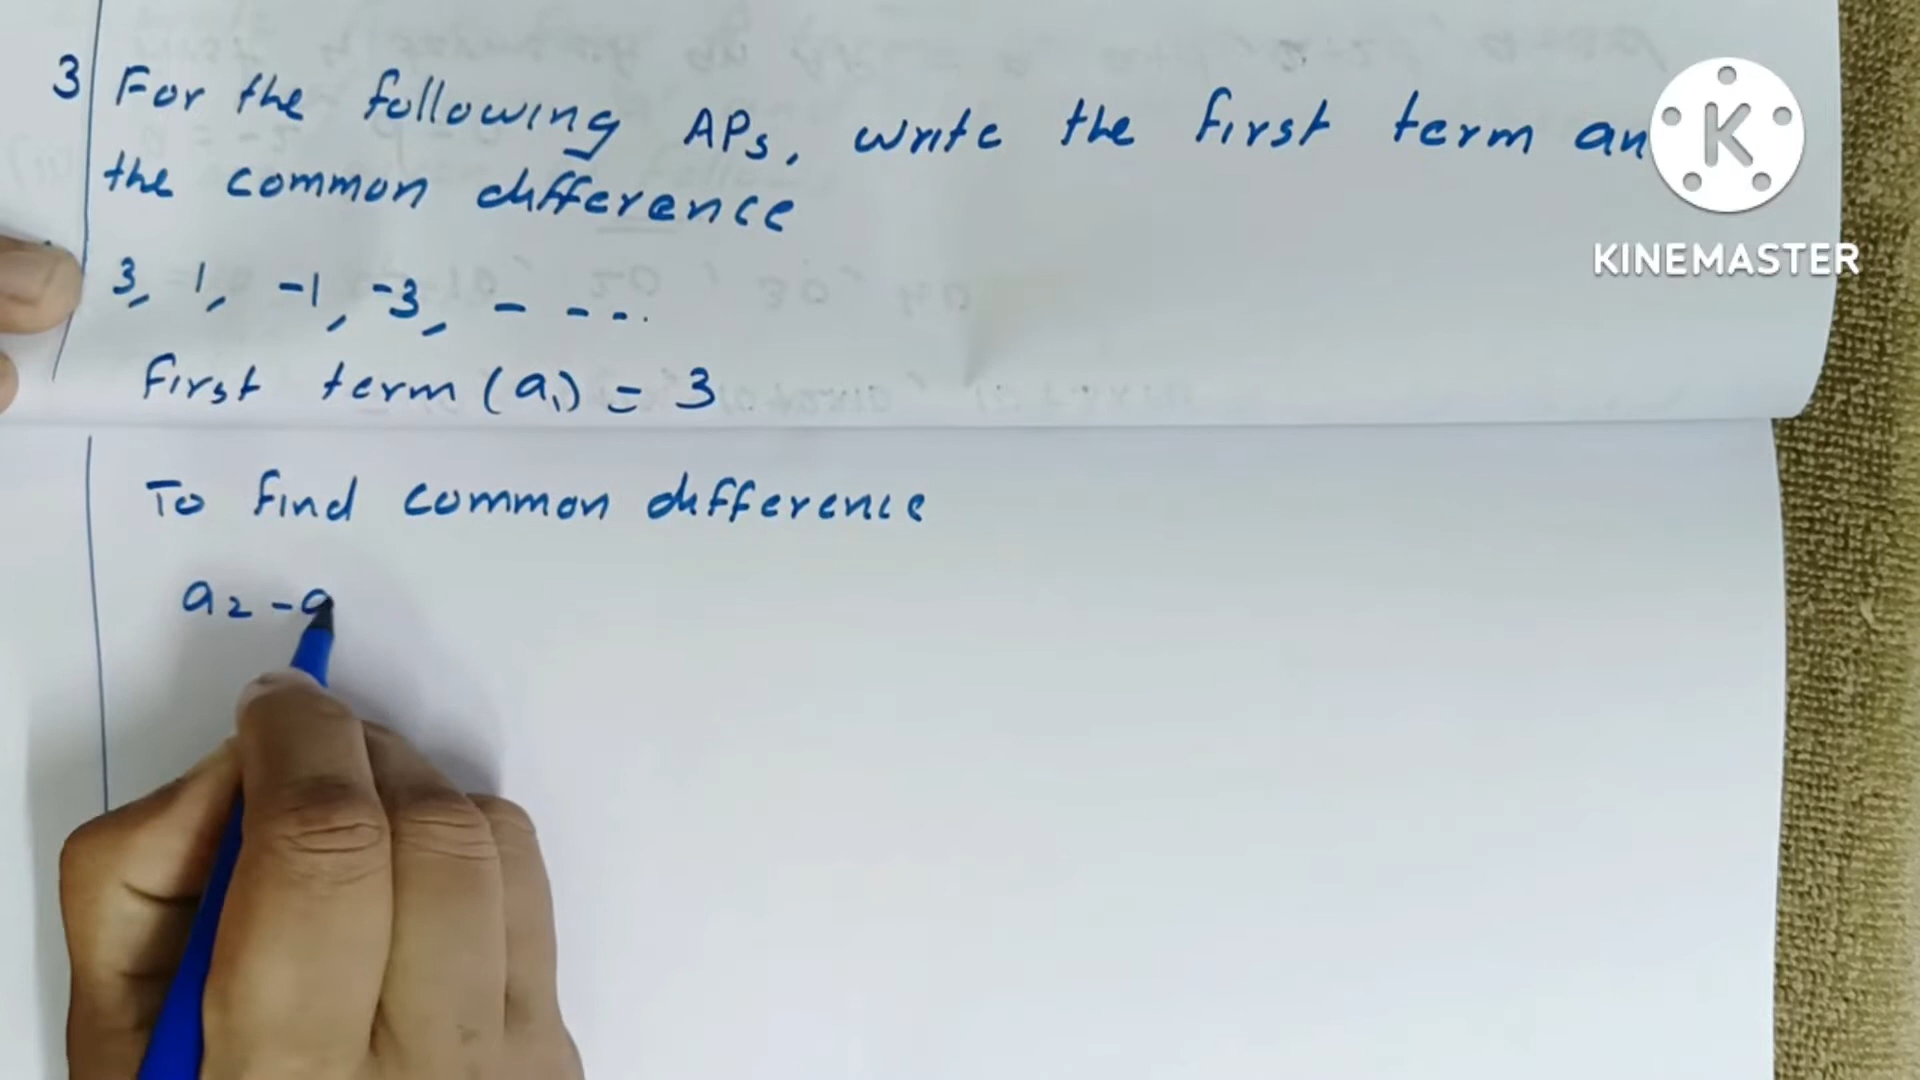 3 For the following APs, write the first term an
the common difference
3, 1, -1, -3, - - - .
First term (a₁) = 3
To find common difference
a₂ - a
K
KINEMASTER